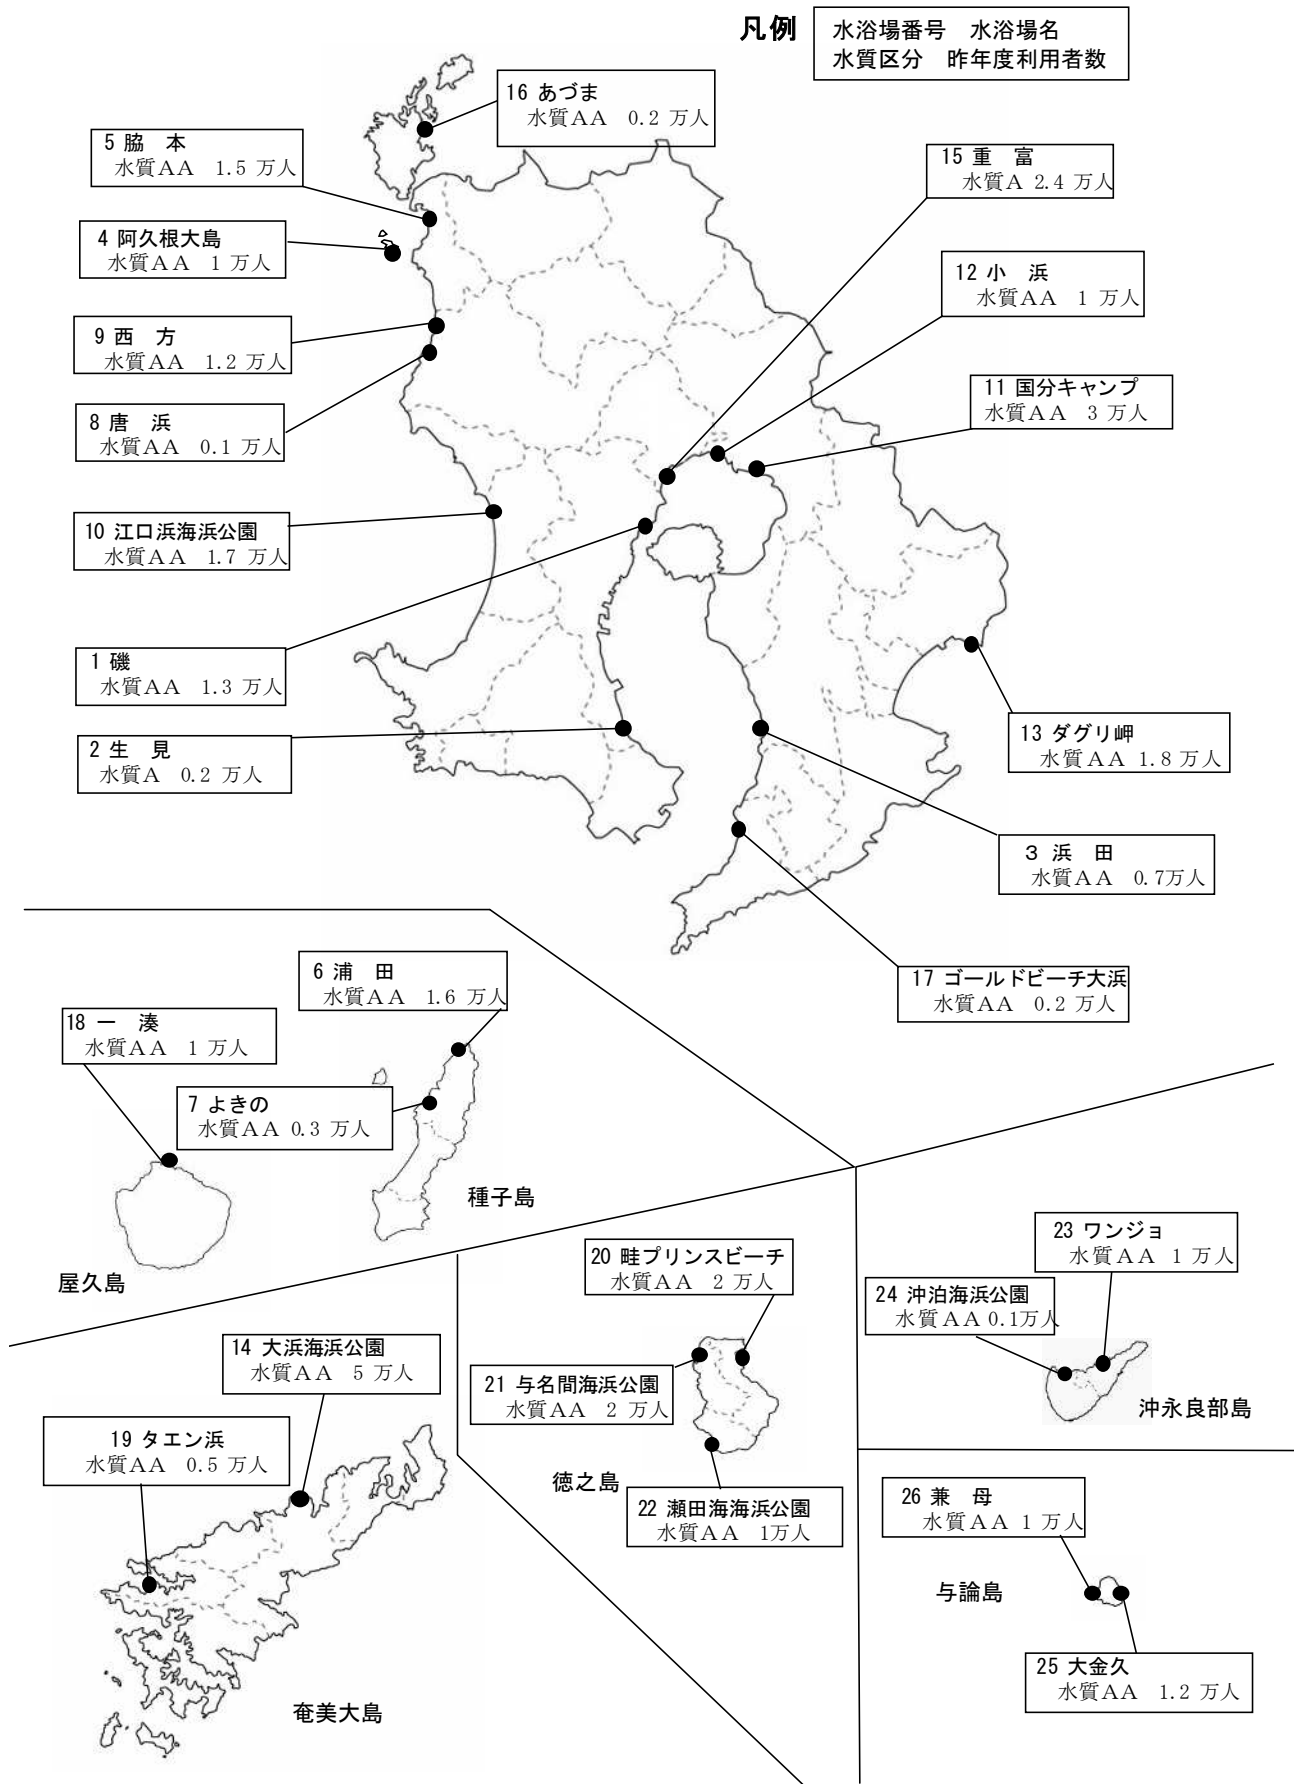 凡例
水浴場番号 水浴場名
水質区分 昨年度利用者数
16 あづま
水質AA 0.2 万人
5 脇 本
水質AA 1.5 万人
15 重 富
水質A 2.4 万人
4 阿久根大島
水質AA 1 万人
12 小 浜
水質AA 1 万人
9 西 方
水質AA 1.2 万人
11 国分キャンプ
水質AA 3 万人
8 唐 浜
水質AA 0.1 万人
10 江口浜海浜公園
水質AA 1.7 万人
1 磯
水質AA 1.3 万人
2 生 見
水質A 0.2 万人
13 ダグリ岬
水質AA 1.8 万人
3 浜 田
水質AA 0.7万人
17 ゴールドビーチ大浜
水質AA 0.2 万人
6 浦 田
水質AA 1.6 万人
18 一 湊
水質AA 1 万人
7 よきの
水質AA 0.3 万人
種子島
屋久島
20 畦プリンスビーチ
水質AA 2 万人
23 ワンジョ
水質AA 1 万人
24 沖泊海浜公園
水質AA 0.1万人
14 大浜海浜公園
水質AA 5 万人
21 与名間海浜公園
水質AA 2 万人
沖永良部島
19 タエン浜
水質AA 0.5 万人
徳之島
22 瀬田海海浜公園
水質AA 1万人
26 兼 母
水質AA 1 万人
与論島
25 大金久
水質AA 1.2 万人
奄美大島